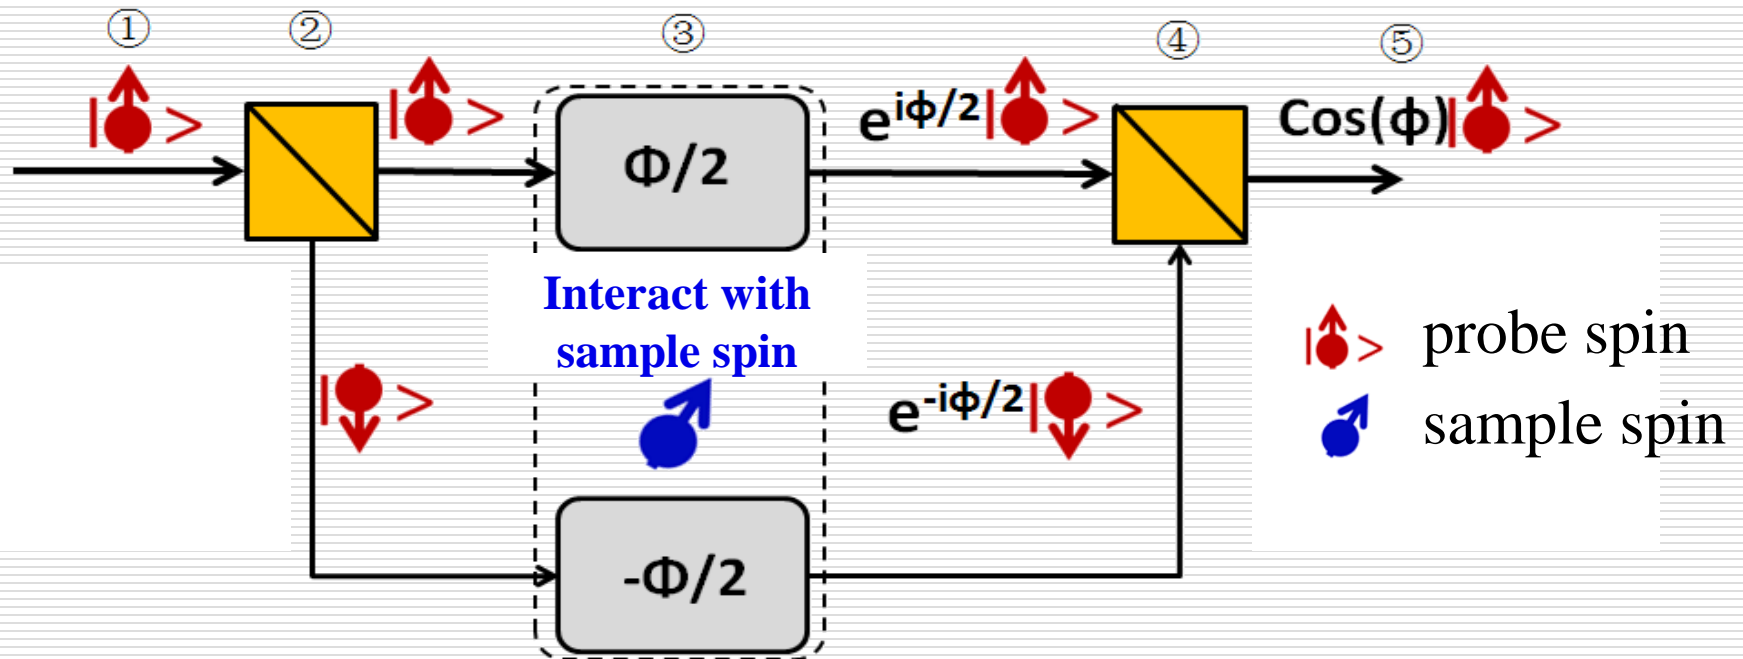 ① ② ③ ④ ⑤
| >
| >
Φ/2
e^{iϕ/2}| >
Cos(ϕ)| >
Interact with
sample spin
| >
e^{-iϕ/2}| >
-Φ/2
| > probe spin
sample spin